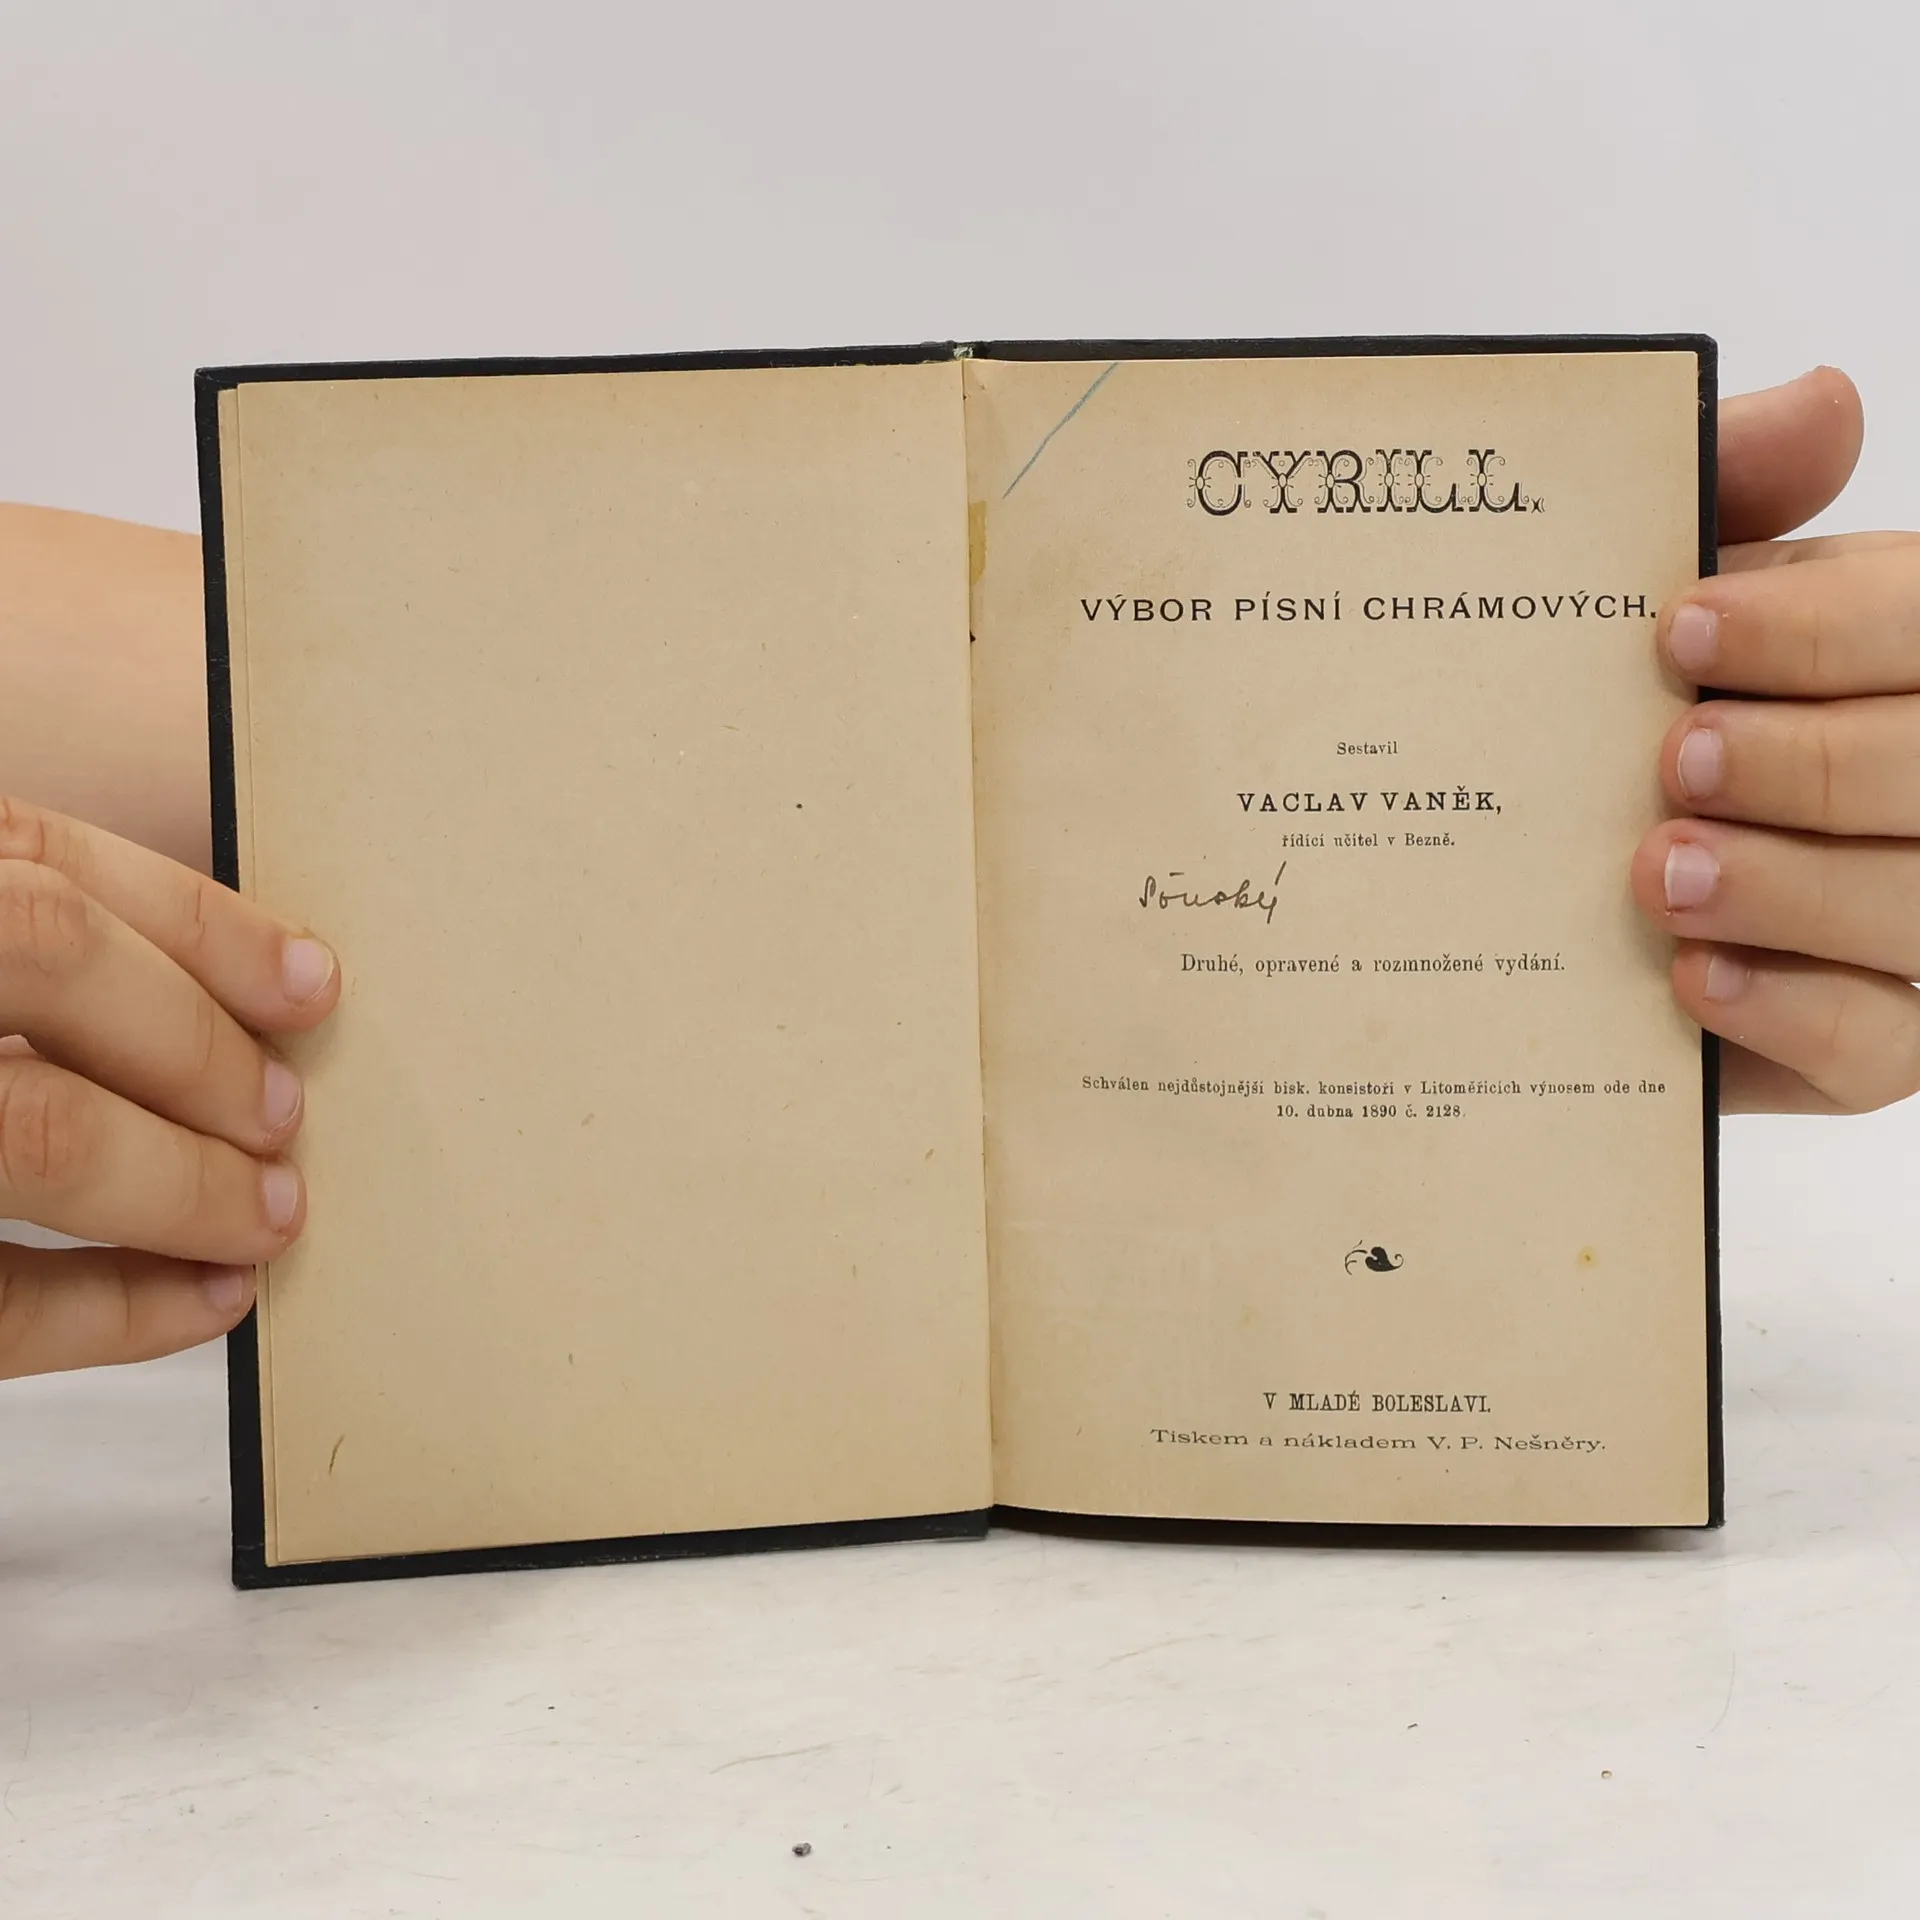 CYRILL.
VÝBOR PÍSNÍ CHRÁMOVÝCH.
Sestavil
VACLAV VANĚK,
řídící učitel v Bezně.
Druhé, opravené a rozmnožené vydání.
Schválen nejdůstojnější bisk. konsistoři v Litoměřicích výnosem ode dne
10. dubna 1890 č. 2128.
V MLADÉ BOLESLAVI.
Tiskem a nákladem V. P. Nešněry.